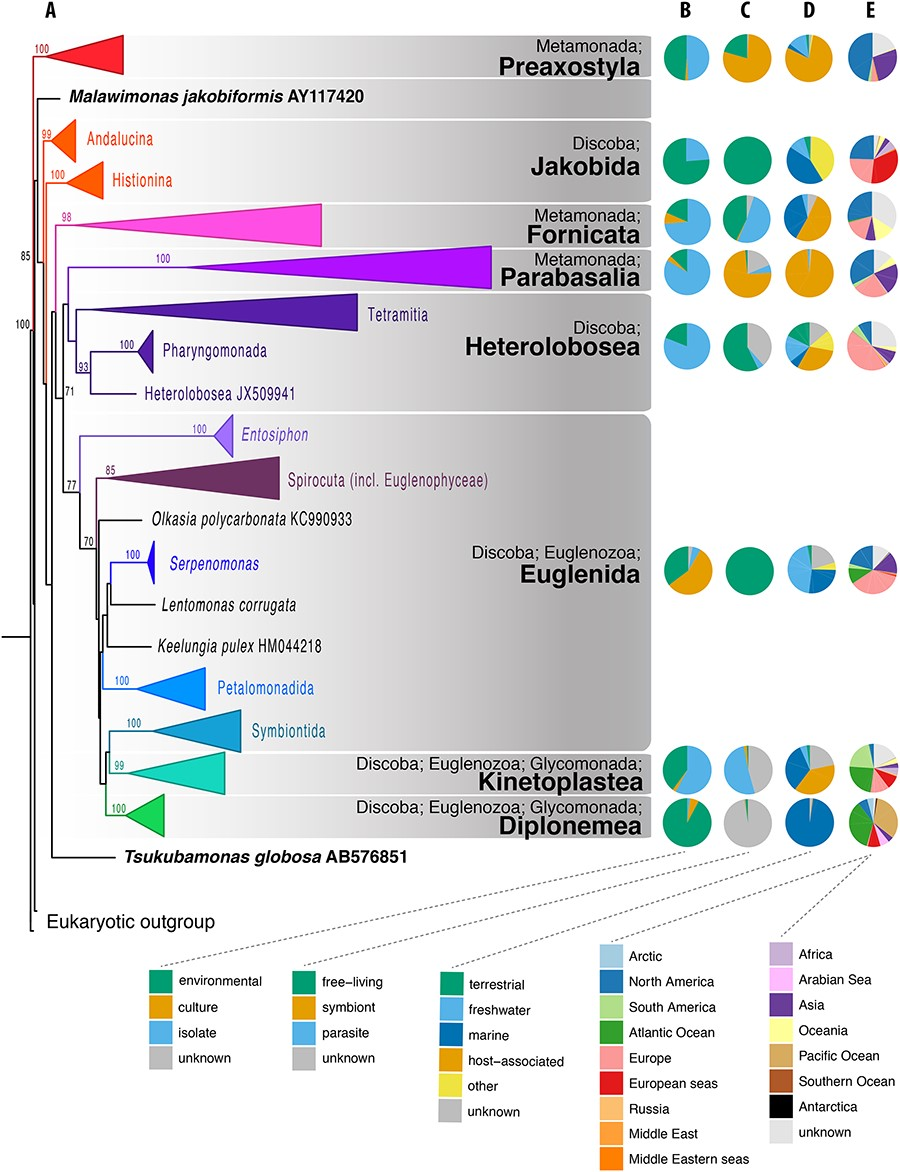 A
B
C
D
E
100
Metamonada;
Preaxostyla
Malawimonas jakobiformis AY117420
99
Andalucina
Discoba;
Jakobida
100
Histionina
98
Metamonada;
Fornicata
85
100
Metamonada;
Parabasalia
Tetramitia
100
Discoba;
Heterolobosea
100
Pharyngomonada
93
Heterolobosea JX509941
71
100
Entosiphon
85
Spirocuta (incl. Euglenophyceae)
77
Olkasia polycarbonata KC990933
70
100
Serpenomonas
Discoba; Euglenozoa;
Euglenida
Lentomonas corrugata
Keelungia pulex HM044218
100
Petalomonadida
100
Symbiontida
99
Discoba; Euglenozoa; Glycomonada;
Kinetoplastea
100
Discoba; Euglenozoa; Glycomonada;
Diplonemea
Tsukubamonas globosa AB576851
Eukaryotic outgroup
environmental
culture
isolate
unknown
free–living
symbiont
parasite
unknown
terrestrial
freshwater
marine
host–associated
other
unknown
Arctic
North America
South America
Atlantic Ocean
Europe
European seas
Russia
Middle East
Middle Eastern seas
Africa
Arabian Sea
Asia
Oceania
Pacific Ocean
Southern Ocean
Antarctica
unknown